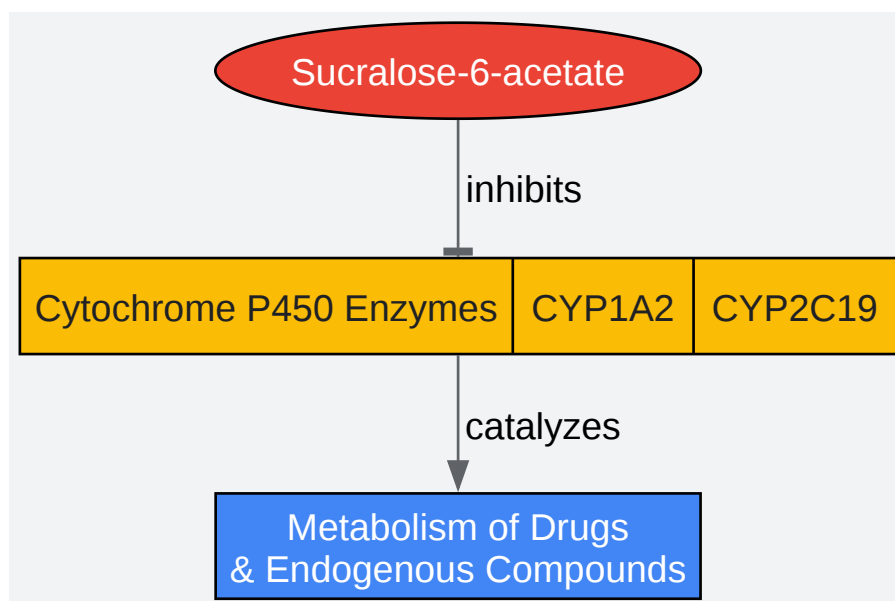 Sucralose-6-acetate
inhibits
Cytochrome P450 Enzymes CYP1A2 CYP2C19
catalyzes
Metabolism of Drugs
& Endogenous Compounds